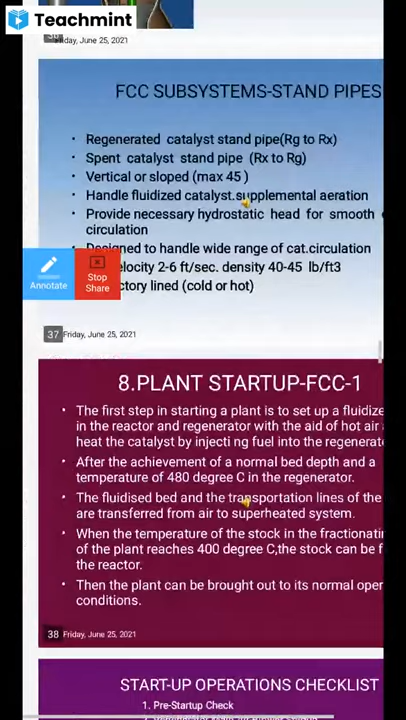 Teachmint
Friday, June 25, 2021
FCC SUBSYSTEMS-STAND PIPES
• Regenerated catalyst stand pipe(Rg to Rx)
• Spent catalyst stand pipe (Rx to Rg)
• Vertical or sloped (max 45 )
• Handle fluidized catalyst.supplemental aeration
• Provide necessary hydrostatic head for smooth
circulation
• Designed to handle wide range of cat.circulation
elocity 2-6 ft/sec. density 40-45 lb/ft3
ctory lined (cold or hot)
Annotate
Stop
Share
37 Friday, June 25, 2021
8.PLANT STARTUP-FCC-1
• The first step in starting a plant is to set up a fluidize
in the reactor and regenerator with the aid of hot air
heat the catalyst by injecti ng fuel into the regenerat
• After the achievement of a normal bed depth and a
temperature of 480 degree C in the regenerator.
• The fluidised bed and the transportation lines of the
are transferred from air to superheated system.
• When the temperature of the stock in the fractionati
of the plant reaches 400 degree C,the stock can be f
the reactor.
• Then the plant can be brought out to its normal oper
conditions.
38 Friday, June 25, 2021
START-UP OPERATIONS CHECKLIST
1. Pre-Startup Check